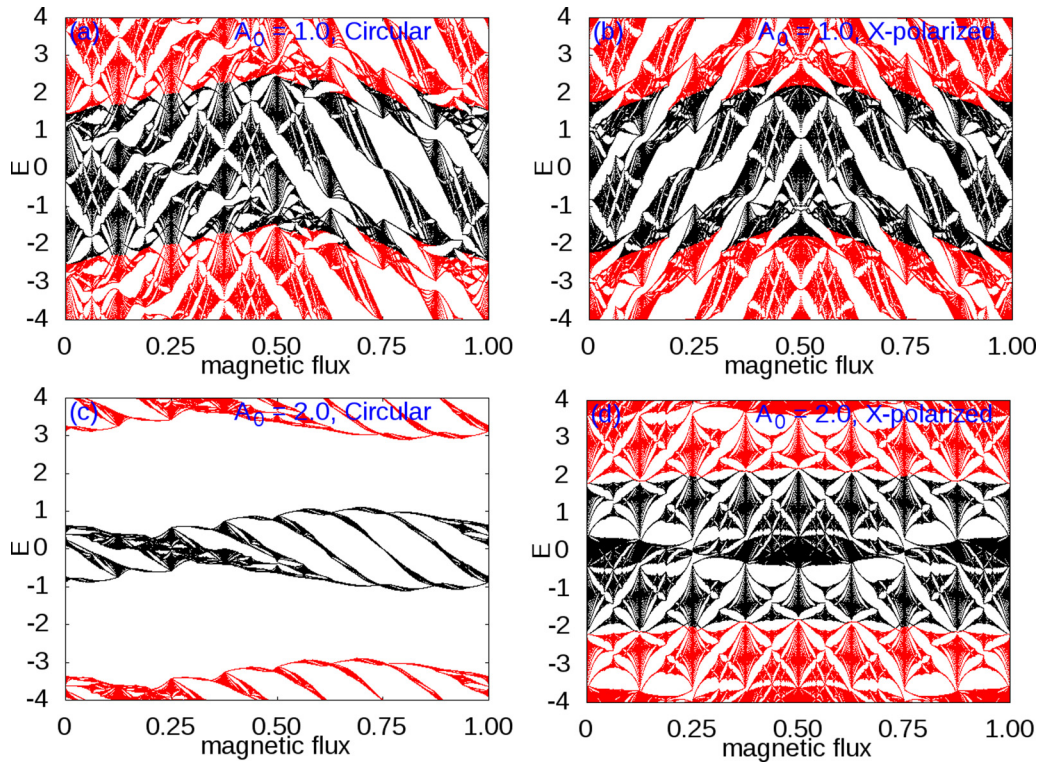 (a) A0 = 1.0, Circular
4
3
2
1
0
-1
-2
-3
-4
E
0 0.25 0.50 0.75 1.00
magnetic flux
(b) A0 = 1.0, X-polarized
4
3
2
1
0
-1
-2
-3
-4
E
0 0.25 0.50 0.75 1.00
magnetic flux
(c) A0 = 2.0, Circular
4
3
2
1
0
-1
-2
-3
-4
E
0 0.25 0.50 0.75 1.00
magnetic flux
(d) A0 = 2.0, X-polarized
4
3
2
1
0
-1
-2
-3
-4
E
0 0.25 0.50 0.75 1.00
magnetic flux